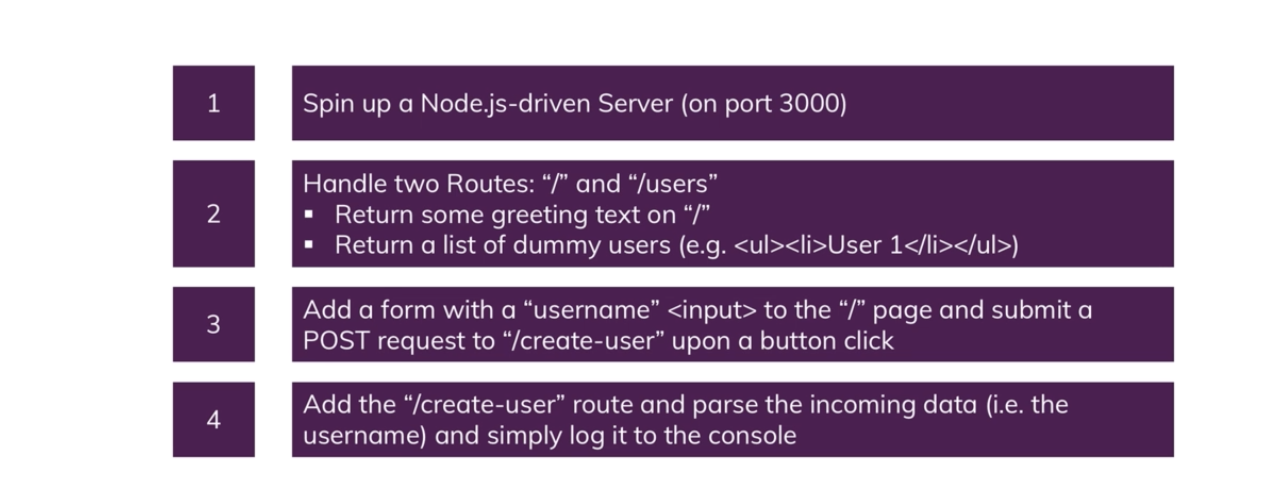 1
Spin up a Node.js-driven Server (on port 3000)
2
Handle two Routes: “/” and “/users”
▪ Return some greeting text on “/”
▪ Return a list of dummy users (e.g. <ul><li>User 1</li></ul>)
3
Add a form with a “username” <input> to the “/” page and submit a
POST request to “/create-user” upon a button click
4
Add the “/create-user” route and parse the incoming data (i.e. the
username) and simply log it to the console